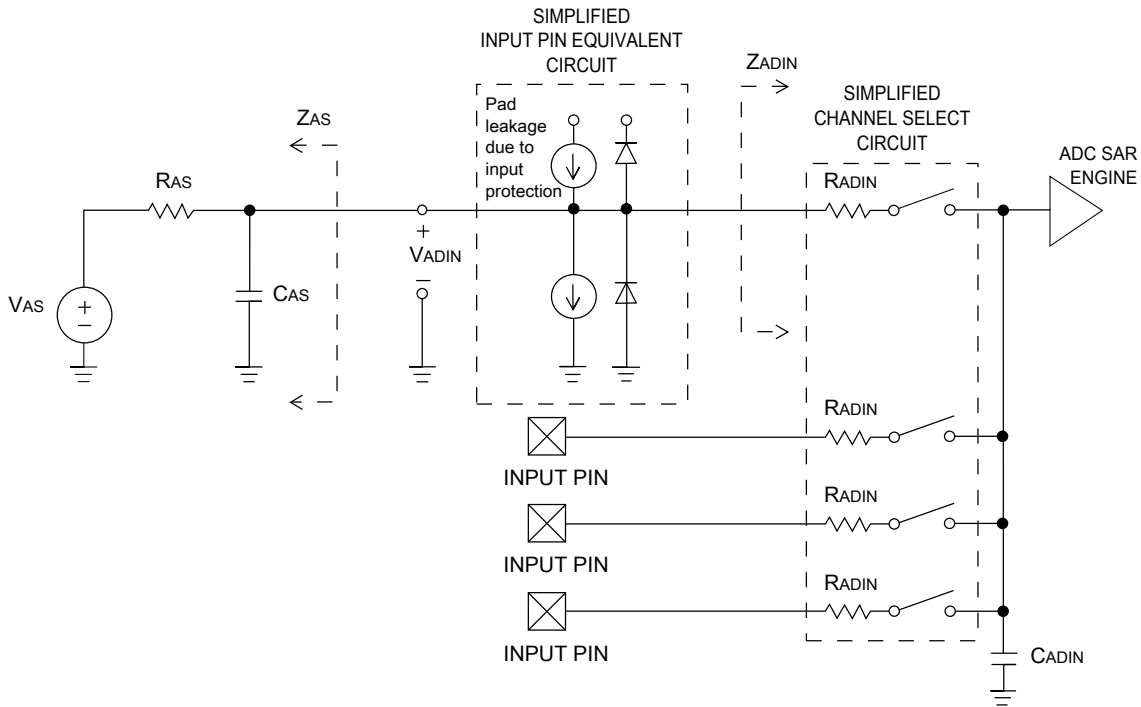 SIMPLIFIED
INPUT PIN EQUIVALENT
CIRCUIT
ZADIN
SIMPLIFIED
CHANNEL SELECT
CIRCUIT
Pad
leakage
due to
input
protection
ZAS
ADC SAR
ENGINE
RAS
RADIN
+
VADIN
–
CAS
VAS
+
-
RADIN
INPUT PIN
RADIN
INPUT PIN
RADIN
INPUT PIN
CADIN